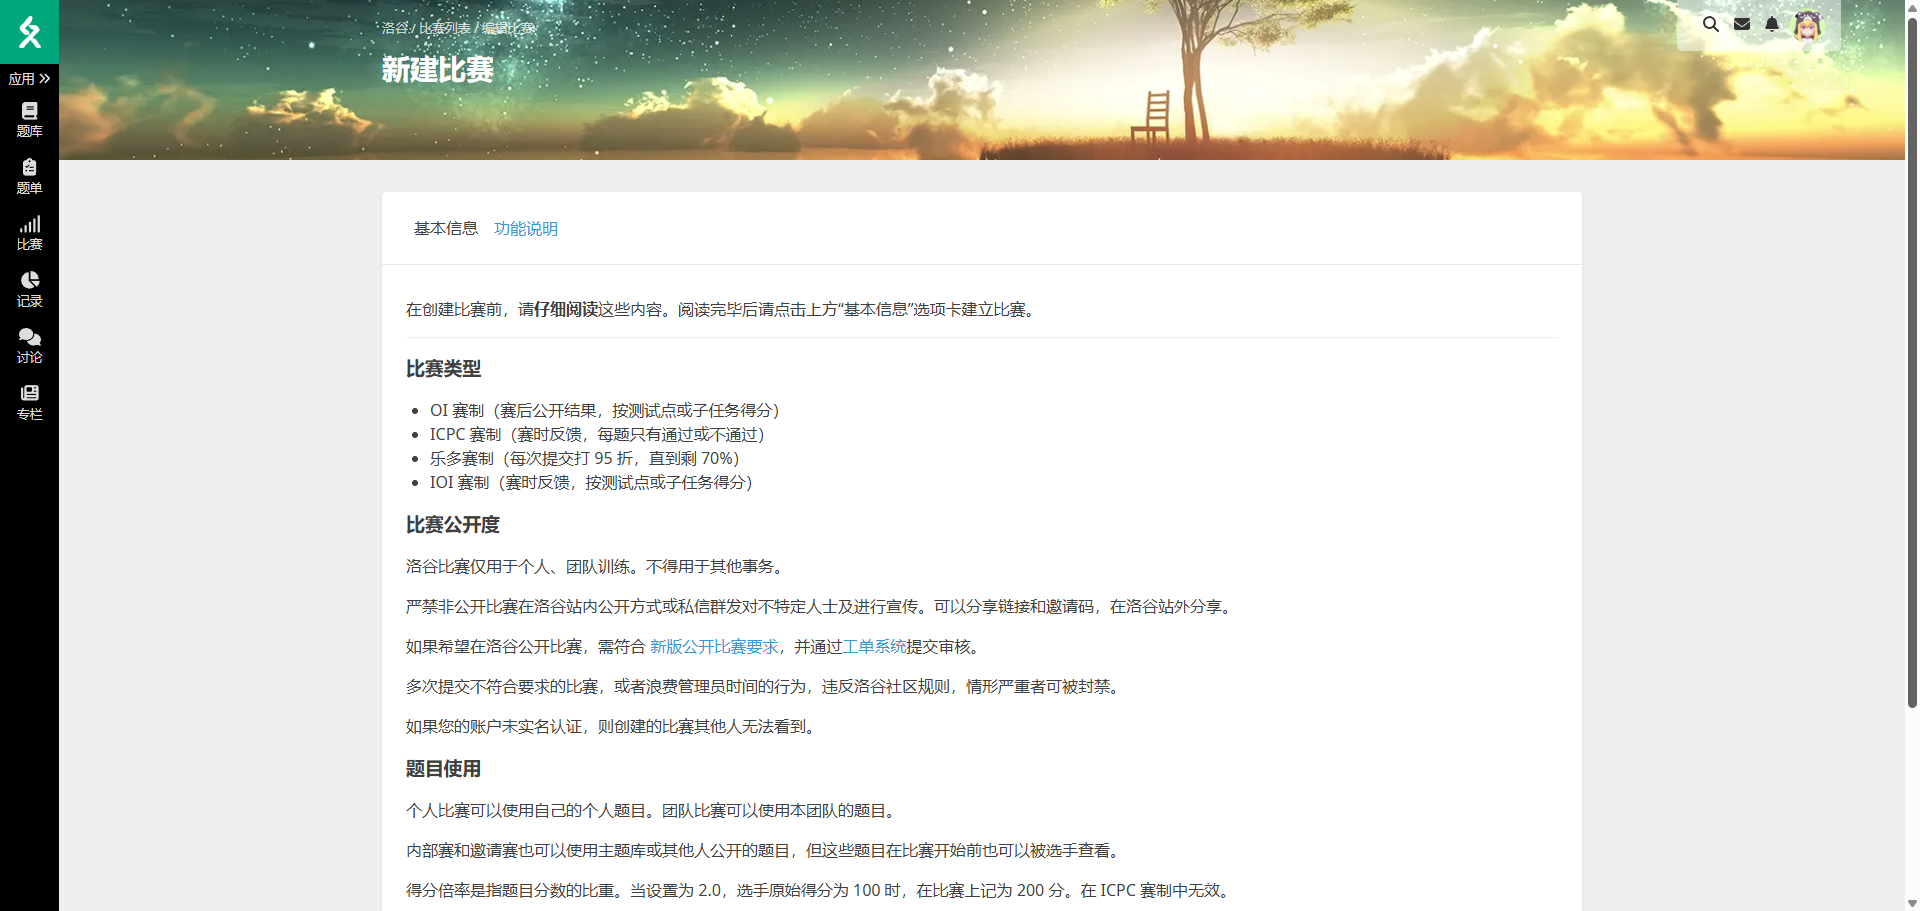 洛谷 / 比赛列表 / 编辑比赛
新建比赛
应用
题库
题单
比赛
记录
讨论
专栏
基本信息 功能说明
在创建比赛前，请仔细阅读这些内容。阅读完毕后请点击上方“基本信息”选项卡建立比赛。
比赛类型
OI 赛制（赛后公开结果，按测试点或子任务得分）
ICPC 赛制（赛时反馈，每题只有通过或不通过）
乐多赛制（每次提交打 95 折，直到剩 70%）
IOI 赛制（赛时反馈，按测试点或子任务得分）
比赛公开度
洛谷比赛仅用于个人、团队训练。不得用于其他事务。
严禁非公开比赛在洛谷站内公开方式或私信群发对不特定人士及进行宣传。可以分享链接和邀请码，在洛谷站外分享。
如果希望在洛谷公开比赛，需符合 新版公开比赛要求，并通过工单系统提交审核。
多次提交不符合要求的比赛，或者浪费管理员时间的行为，违反洛谷社区规则，情形严重者可被封禁。
如果您的账户未实名认证，则创建的比赛其他人无法看到。
题目使用
个人比赛可以使用自己的个人题目。团队比赛可以使用本团队的题目。
内部赛和邀请赛也可以使用主题库或其他人公开的题目，但这些题目在比赛开始前也可以被选手查看。
得分倍率是指题目分数的比重。当设置为 2.0，选手原始得分为 100 时，在比赛上记为 200 分。在 ICPC 赛制中无效。